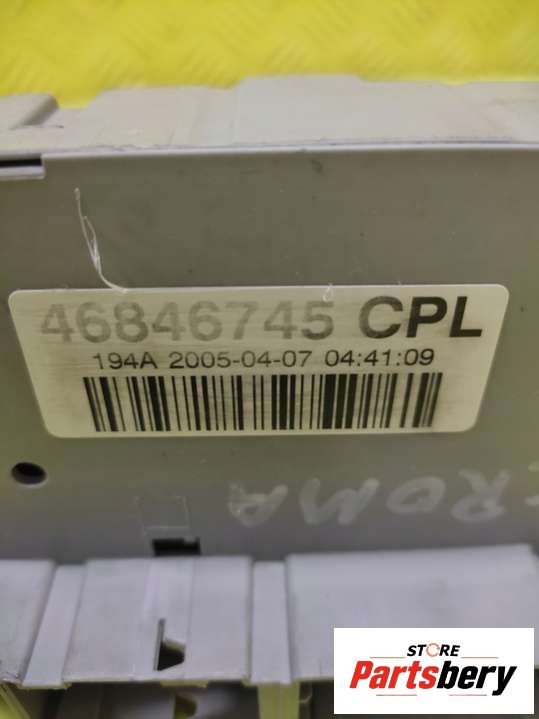 46846745 CPL
194A 2005-04-07 04:41:09
CROMA
STORE
Partsbery